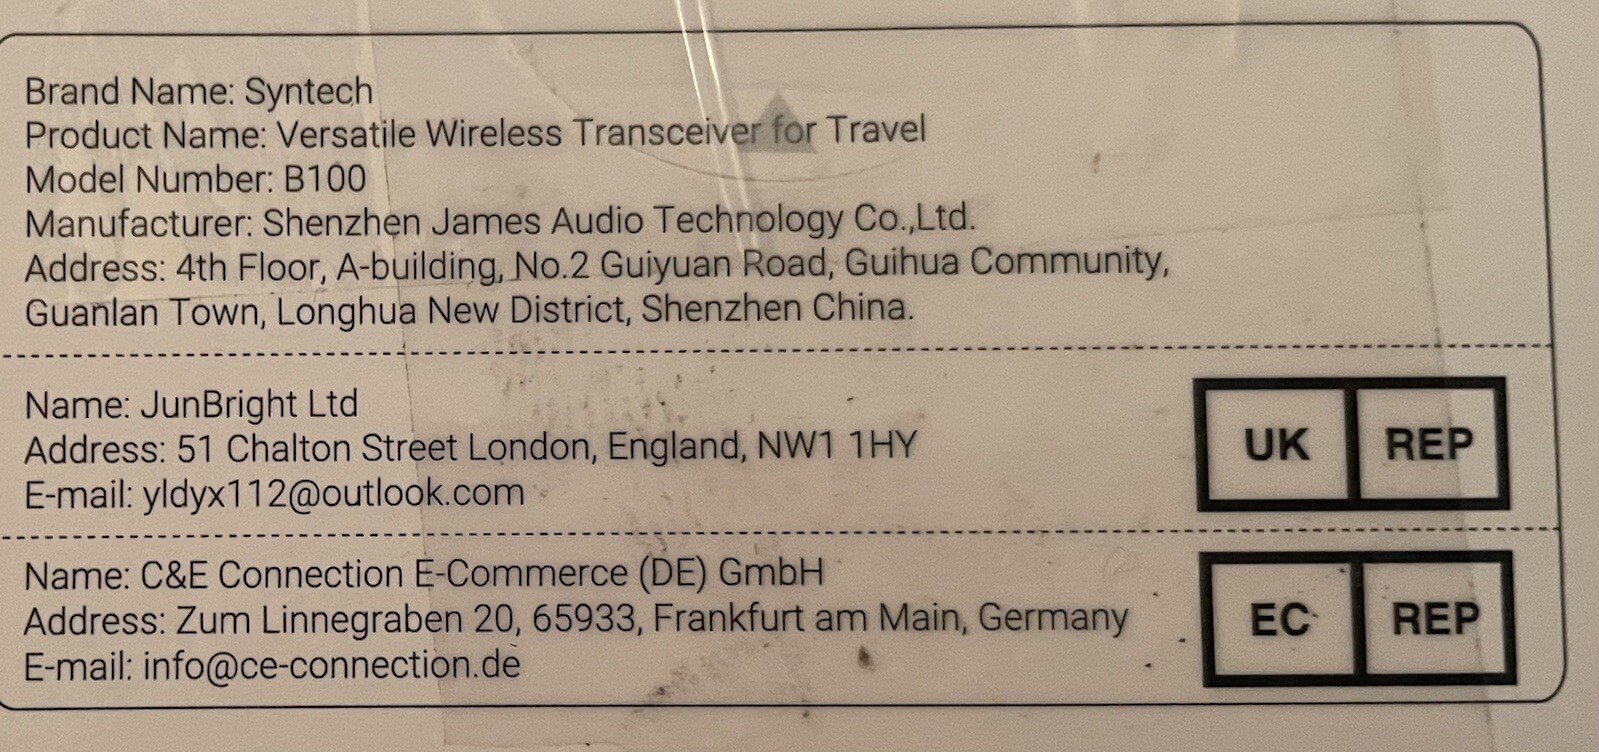 Brand Name: Syntech
Product Name: Versatile Wireless Transceiver for Travel
Model Number: B100
Manufacturer: Shenzhen James Audio Technology Co.,Ltd.
Address: 4th Floor, A-building, No.2 Guiyuan Road, Guihua Community,
Guanlan Town, Longhua New District, Shenzhen China.
Name: JunBright Ltd
Address: 51 Chalton Street London, England, NW1 1HY
E-mail: yldyx112@outlook.com
UK REP
Name: C&E Connection E-Commerce (DE) GmbH
Address: Zum Linnegraben 20, 65933, Frankfurt am Main, Germany
E-mail: info@ce-connection.de
EC REP